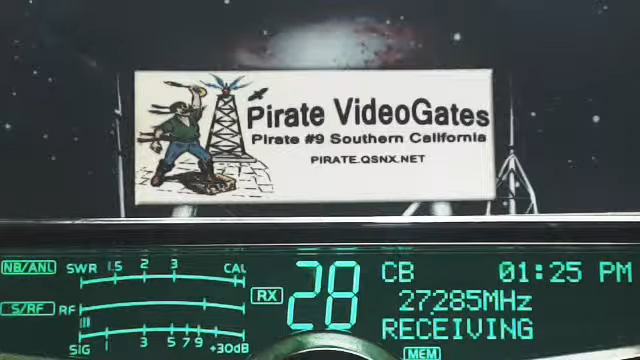 Pirate VideoGates
Pirate #9 Southern California
PIRATE.QSNX.NET
NB/ANL SWR 1.5 2 3 CAL
S/RF RF
SIG 1 3 5 7 9 +30dB
RX 28
CB 01:25 PM
27285MHz
RECEIVING
MEM